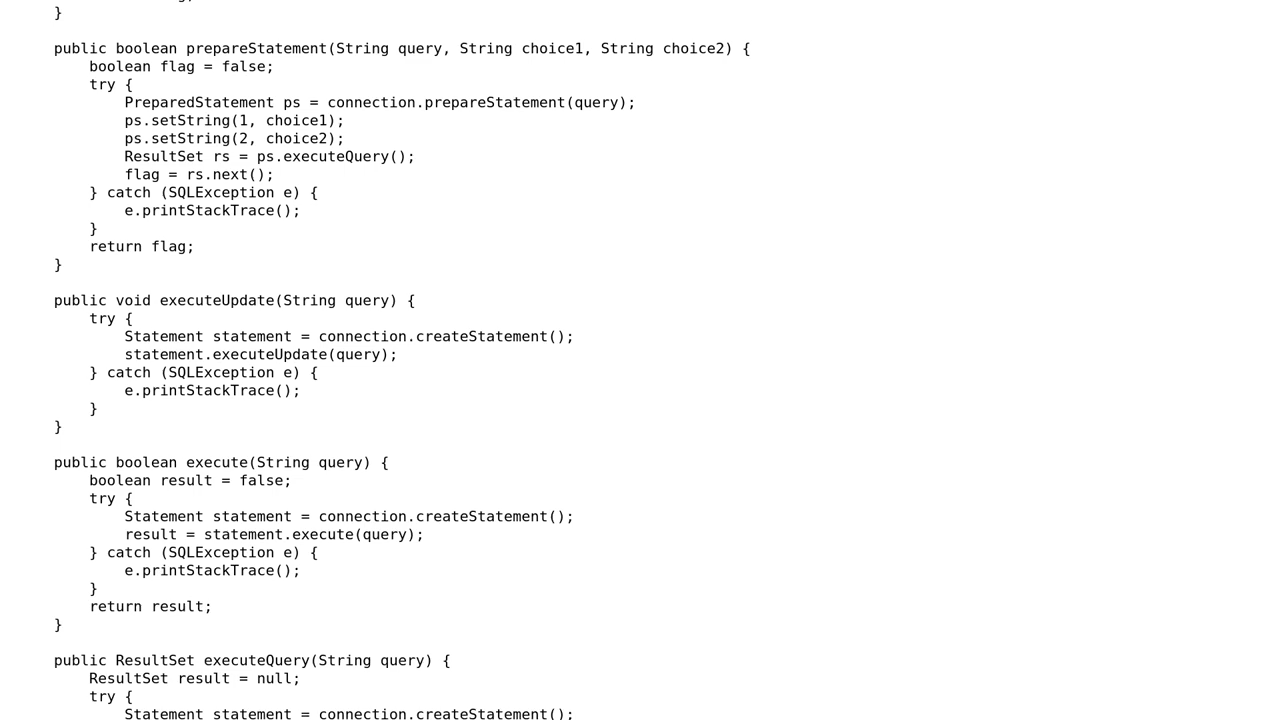 }
public boolean prepareStatement(String query, String choice1, String choice2) {
boolean flag = false;
try {
PreparedStatement ps = connection.prepareStatement(query);
ps.setString(1, choice1);
ps.setString(2, choice2);
ResultSet rs = ps.executeQuery();
flag = rs.next();
} catch (SQLException e) {
e.printStackTrace();
}
return flag;
}
public void executeUpdate(String query) {
try {
Statement statement = connection.createStatement();
statement.executeUpdate(query);
} catch (SQLException e) {
e.printStackTrace();
}
}
public boolean execute(String query) {
boolean result = false;
try {
Statement statement = connection.createStatement();
result = statement.execute(query);
} catch (SQLException e) {
e.printStackTrace();
}
return result;
}
public ResultSet executeQuery(String query) {
ResultSet result = null;
try {
Statement statement = connection.createStatement();